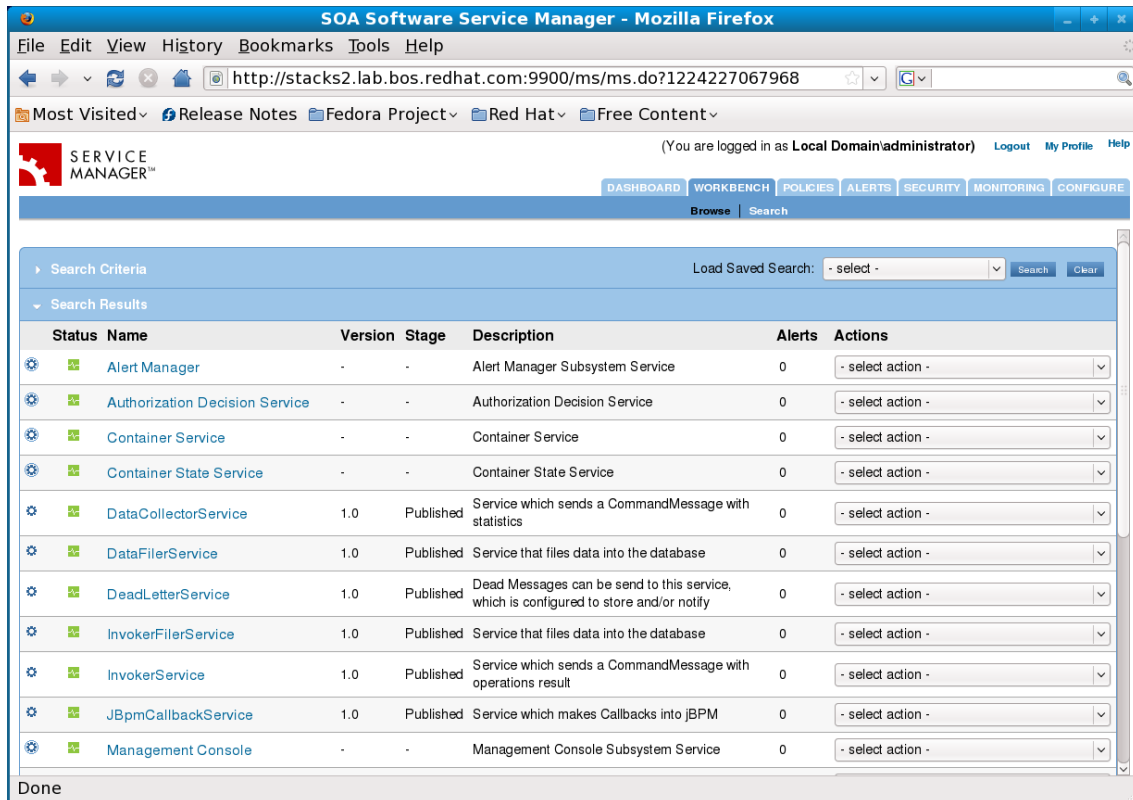 SOA Software Service Manager - Mozilla Firefox
File Edit View History Bookmarks Tools Help
http://stacks2.lab.bos.redhat.com:9900/ms/ms.do?1224227067968 G
Most Visited Release Notes Fedora Project Red Hat Free Content
(You are logged in as Local Domain\administrator) Logout My Profile Help
SERVICE
MANAGER™
DASHBOARD WORKBENCH POLICIES ALERTS SECURITY MONITORING CONFIGURE
Browse | Search
Search Criteria Load Saved Search: - select - Search Clear
Search Results
Status Name Version Stage Description Alerts Actions
Alert Manager - - Alert Manager Subsystem Service 0 - select action -
Authorization Decision Service - - Authorization Decision Service 0 - select action -
Container Service - - Container Service 0 - select action -
Container State Service - - Container State Service 0 - select action -
DataCollectorService 1.0 Published Service which sends a CommandMessage with 0 - select action -
statistics
DataFilerService 1.0 Published Service that files data into the database 0 - select action -
DeadLetterService 1.0 Published Dead Messages can be send to this service, 0 - select action -
which is configured to store and/or notify
InvokerFilerService 1.0 Published Service that files data into the database 0 - select action -
InvokerService 1.0 Published Service which sends a CommandMessage with 0 - select action -
operations result
JBpmCallbackService 1.0 Published Service which makes Callbacks into jBPM 0 - select action -
Management Console - - Management Console Subsystem Service 0 - select action -
Done